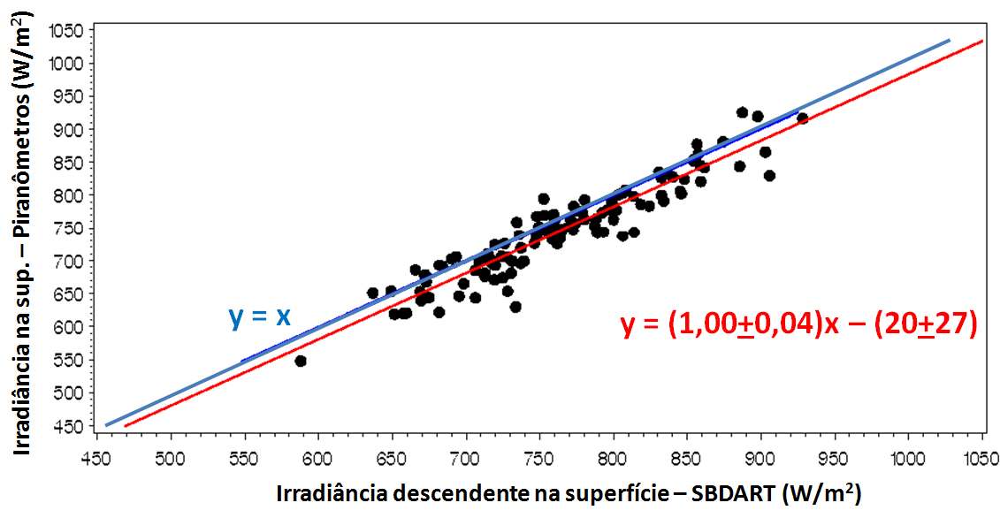 Irradiância na sup. – Piranômetros (W/m²)
1050
1000
950
900
850
800
750
700
650
600
550
500
450
y = x
y = (1,00±0,04)x – (20±27)
450 500 550 600 650 700 750 800 850 900 950 1000 1050
Irradiância descendente na superfície – SBDART (W/m²)